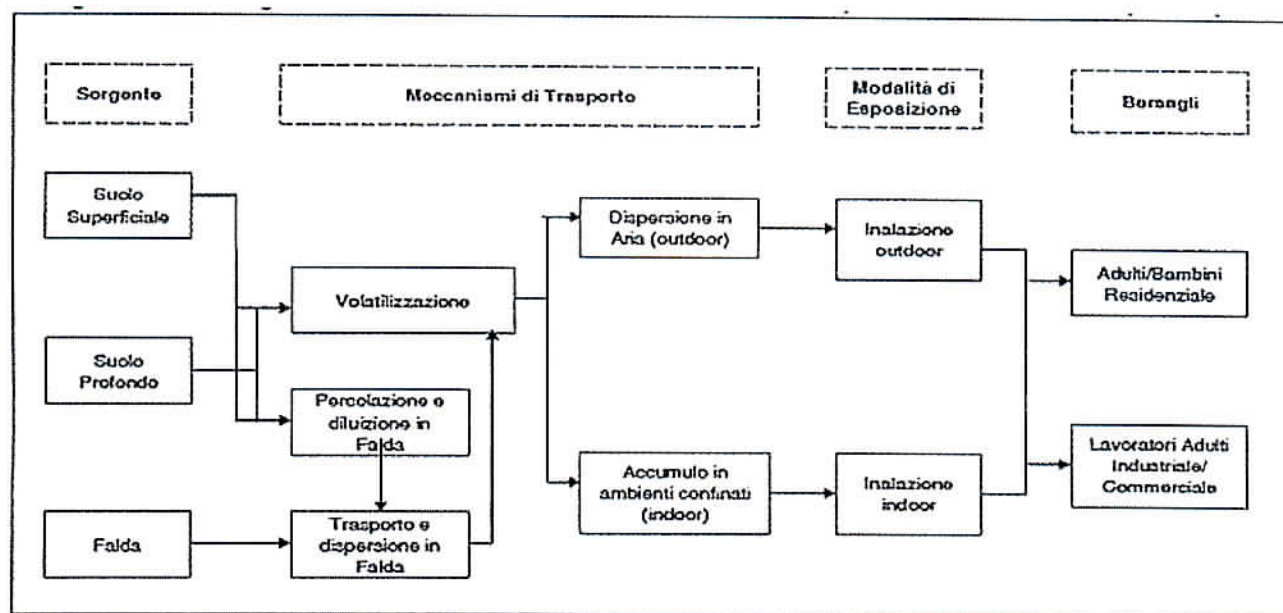 Sorgente
Meccanismi di Trasporto
Modalità di
Esposizione
Bersagli
Suolo
Superficiale
Dispersione in
Aria (outdoor)
Inalazione
outdoor
Volatilizzazione
Adulti/Bambini
Residenziale
Suolo
Profondo
Percolazione e
diluizione in
Falda
Accumulo in
ambienti confinati
(indoor)
Inalazione
indoor
Lavoratori Adulti
Industriale/
Commerciale
Falda
Trasporto e
dispersione in
Falda